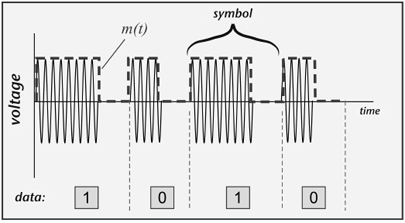 symbol
m(t)
voltage
time
data: 1 0 1 0